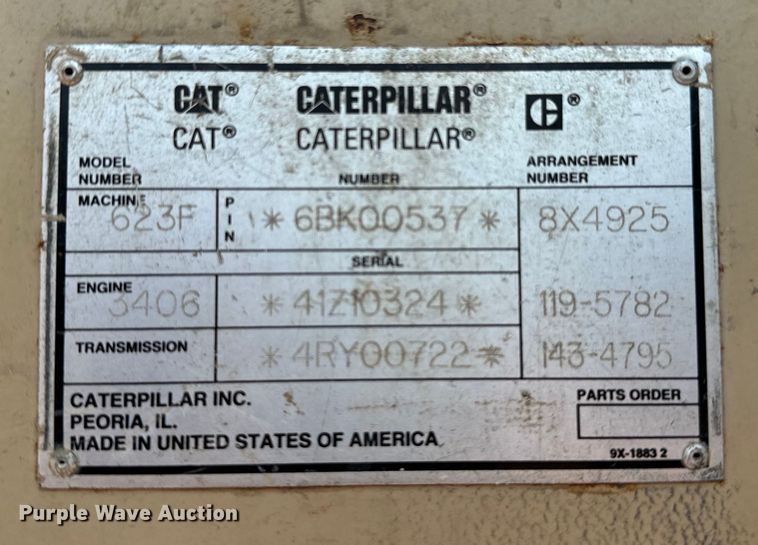 CAT® CATERPILLAR® C®
CAT® CATERPILLAR®
MODEL NUMBER NUMBER ARRANGEMENT NUMBER
MACHINE 623F PIN *6BK00537* 8X4925
SERIAL
ENGINE 3406 *41Z10324* 119-5782
TRANSMISSION *4RY00722* 143-4795
CATERPILLAR INC. PARTS ORDER
PEORIA, IL.
MADE IN UNITED STATES OF AMERICA
9X-1883 2
Purple Wave Auction